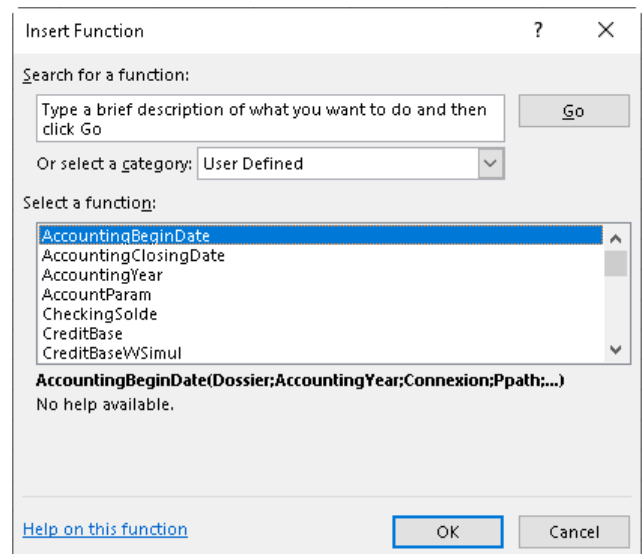 Insert Function ?
Search for a function:
Type a brief description of what you want to do and then
click Go
Go
Or select a category: User Defined
Select a function:
AccountingBeginDate
AccountingClosingDate
AccountingYear
AccountParam
CheckingSolde
CreditBase
CreditBaseWSimul
AccountingBeginDate(Dossier;AccountingYear;Connexion;Ppath;...)
No help available.
Help on this function
OK
Cancel